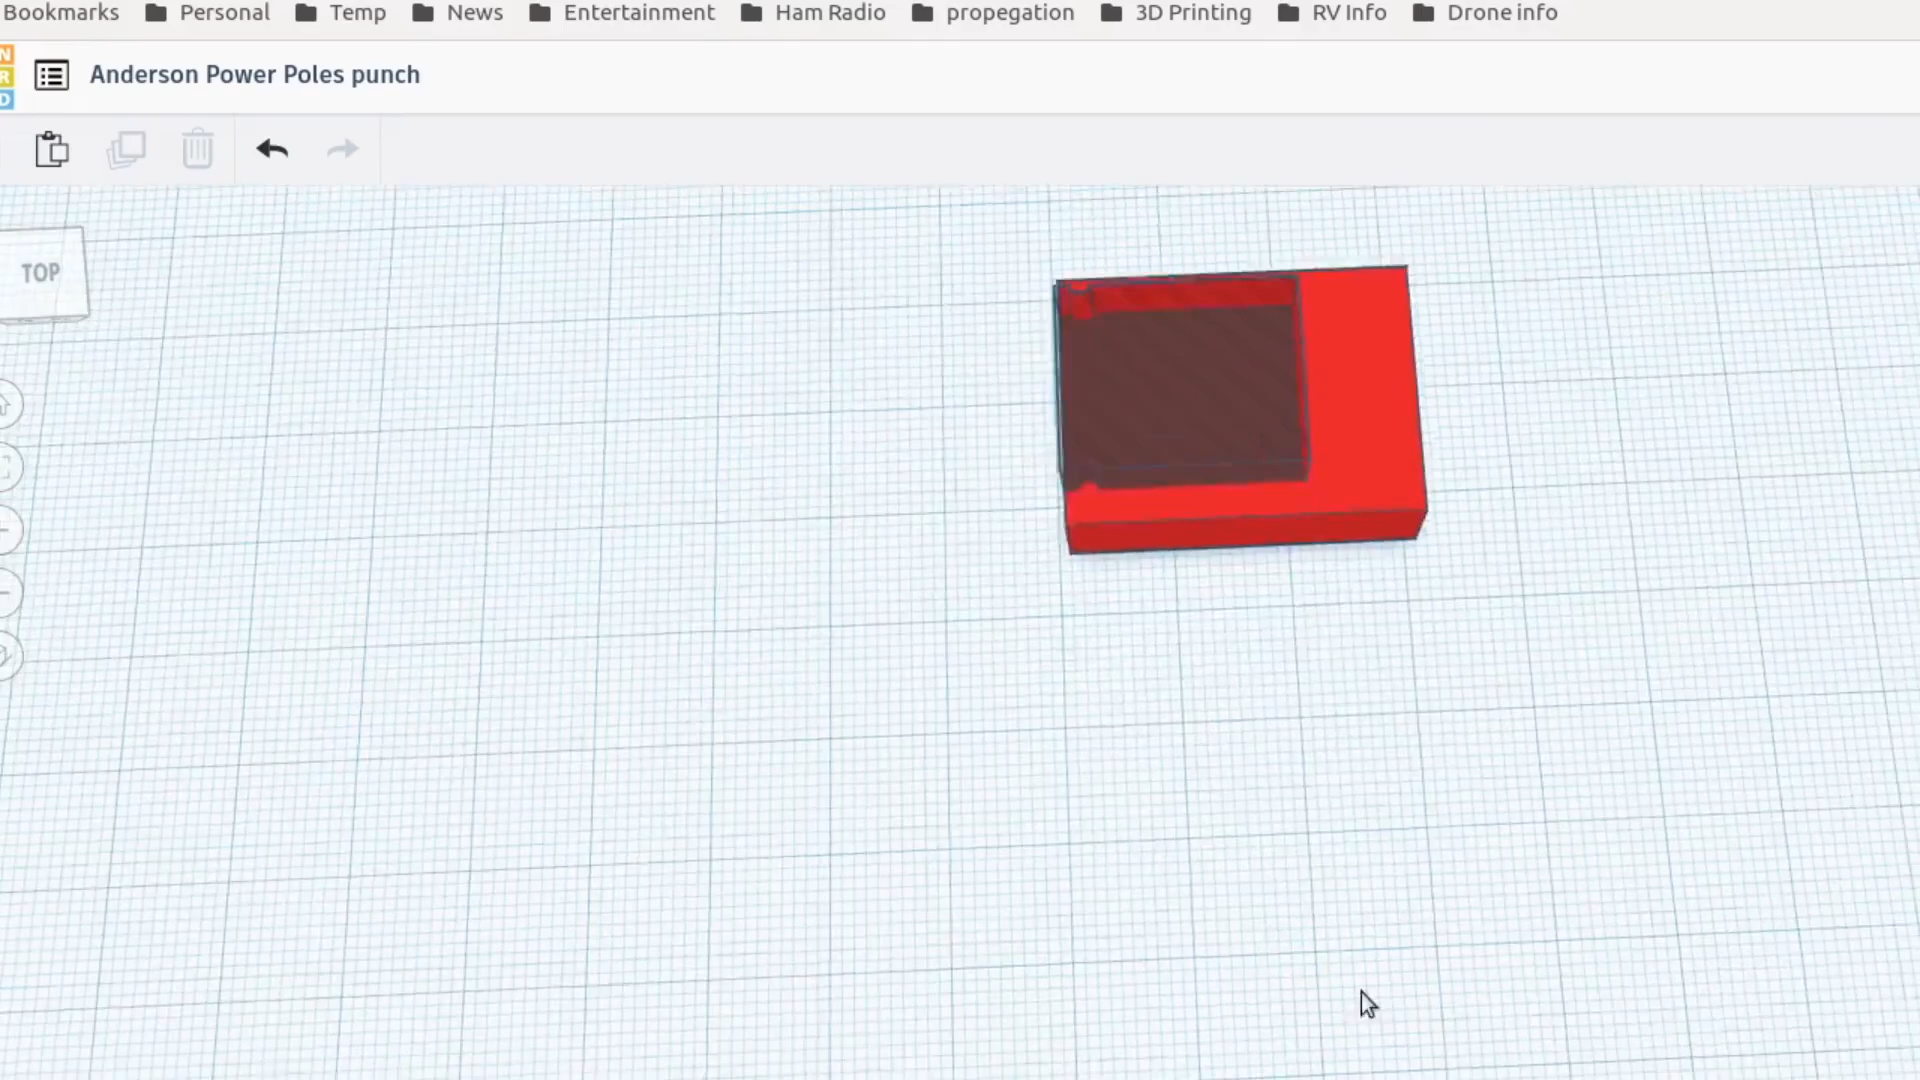 Bookmarks Personal Temp News Entertainment Ham Radio propegation 3D Printing RV Info Drone info
N
R
D
Anderson Power Poles punch
TOP